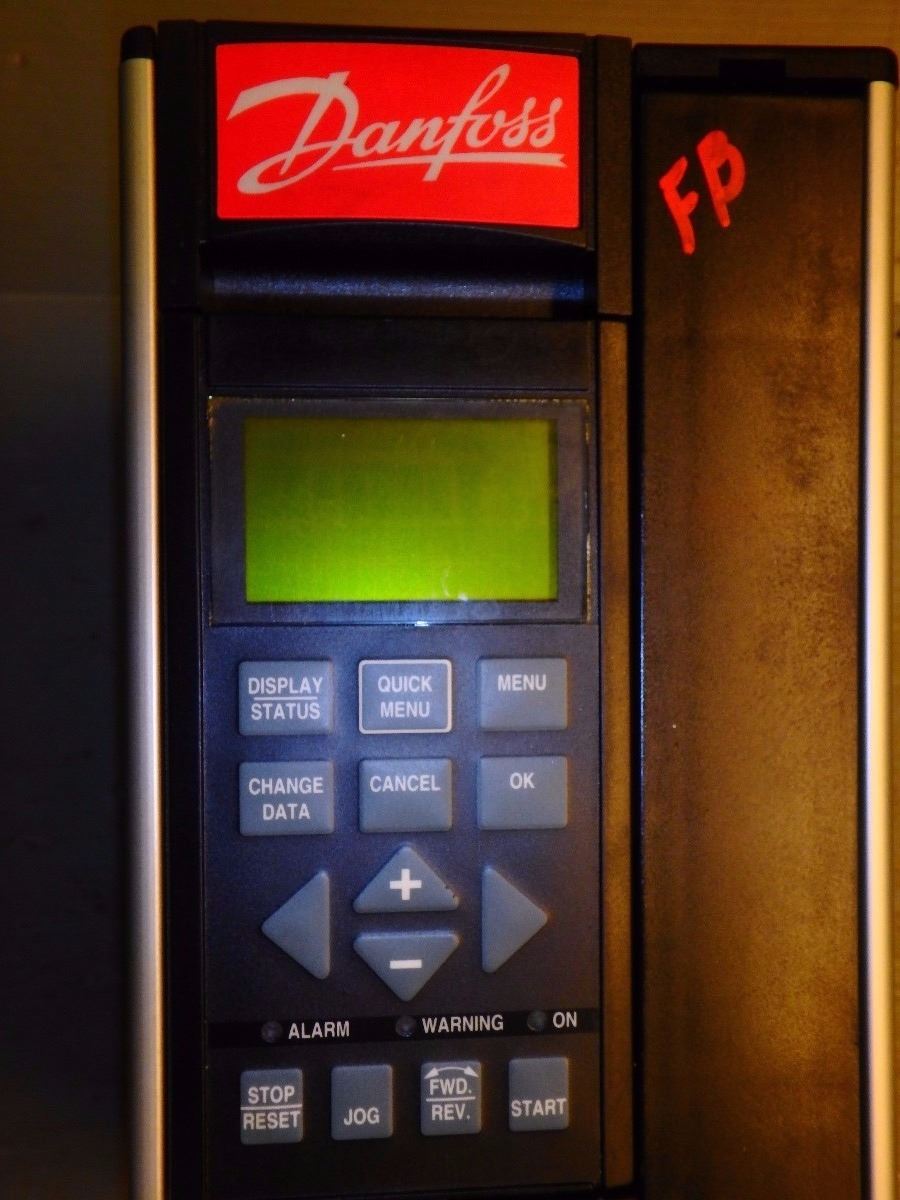 Danfoss
FB
DISPLAY
STATUS
QUICK
MENU
MENU
CHANGE
DATA
CANCEL
OK
+
-
ALARM
WARNING
ON
STOP
RESET
JOG
FWD.
REV.
START